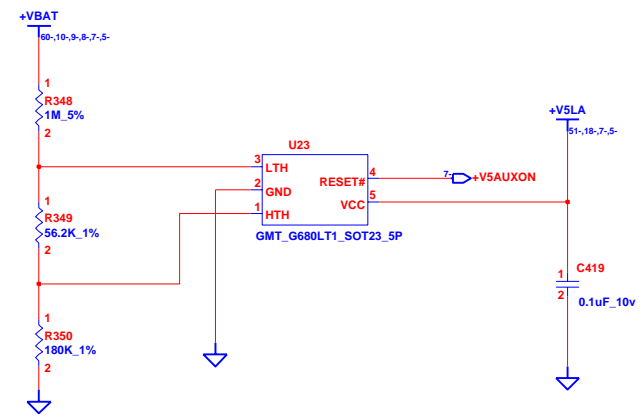 +VBAT
60-,10-,9-,8-,7-,5-
1
R348
1M_5%
2
+V5LA
51-,18-,7-,5-
U23
3
LTH
4
RESET#
7-
+V5AUXON
2
GND
5
VCC
1
HTH
GMT_G680LT1_SOT23_5P
1
R349
56.2K_1%
2
C419
1
2
0.1uF_10v
1
R350
180K_1%
2